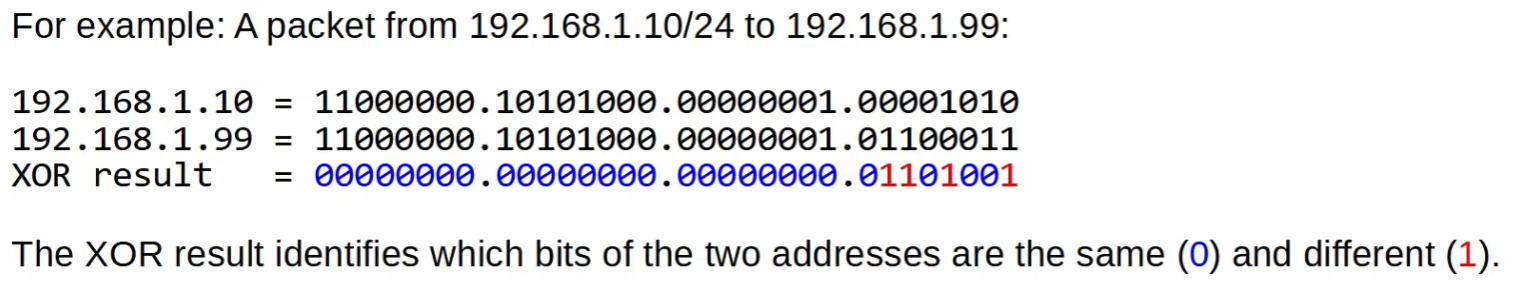 For example: A packet from 192.168.1.10/24 to 192.168.1.99:
192.168.1.10 = 11000000.10101000.00000001.00001010
192.168.1.99 = 11000000.10101000.00000001.01100011
XOR result = 00000000.00000000.00000000.01101001
The XOR result identifies which bits of the two addresses are the same (0) and different (1).